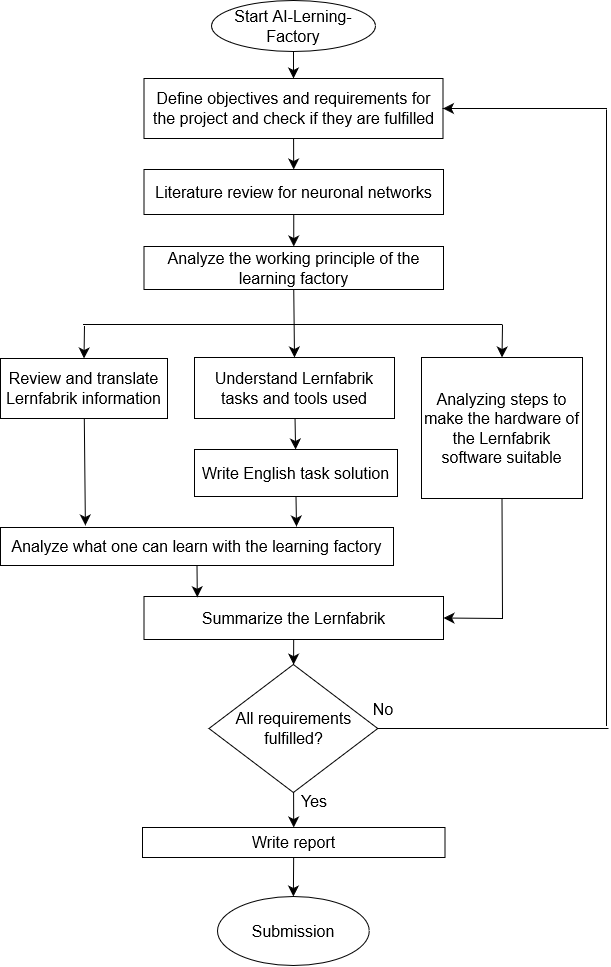 Start AI-Lerning-
Factory
Define objectives and requirements for
the project and check if they are fulfilled
Literature review for neuronal networks
Analyze the working principle of the
learning factory
Review and translate
Lernfabrik information
Understand Lernfabrik
tasks and tools used
Analyzing steps to
make the hardware of
the Lernfabrik
software suitable
Write English task solution
Analyze what one can learn with the learning factory
Summarize the Lernfabrik
All requirements
fulfilled?
No
Yes
Write report
Submission